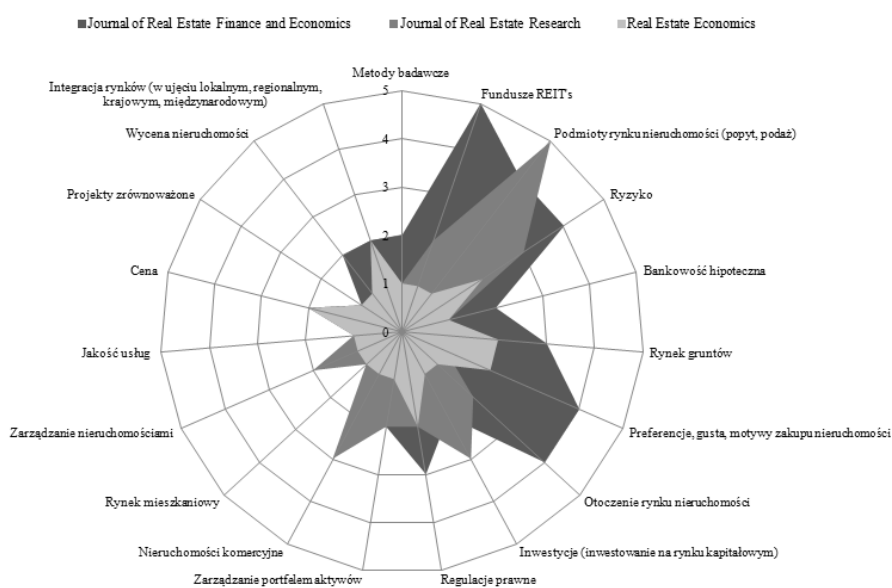 Journal of Real Estate Finance and Economics
Journal of Real Estate Research
Real Estate Economics
Metody badawcze
Fundusze REIT's
Podmioty rynku nieruchomości (popyt, podaż)
Ryzyko
Bankowość hipoteczna
Rynek gruntów
Preferencje, gusta, motywy zakupu nieruchomości
Otoczenie rynku nieruchomości
Inwestycje (inwestowanie na rynku kapitałowym)
Regulacje prawne
Zarządzanie portfelem aktywów
Nieruchomości komercyjne
Rynek mieszkaniowy
Zarządzanie nieruchomościami
Jakość usług
Cena
Projekty zrównoważone
Wycena nieruchomości
Integracja rynków (w ujęciu lokalnym, regionalnym,
krajowym, międzynarodowym)
5
4
3
2
1
0